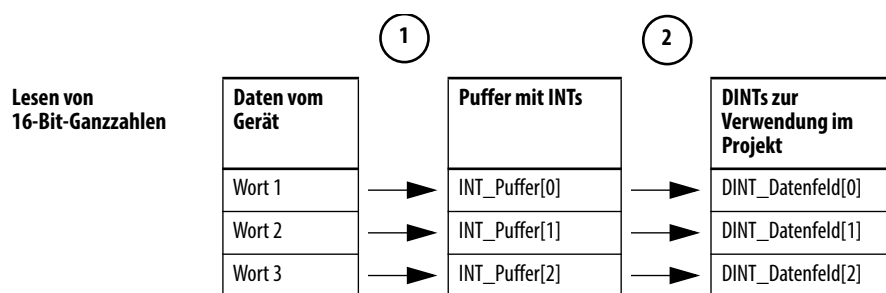 1
2
Lesen von
16-Bit-Ganzzahlen
Daten vom
Gerät
Puffer mit INTs
DINTs zur
Verwendung im
Projekt
Wort 1
INT_Puffer[0]
DINT_Datenfeld[0]
Wort 2
INT_Puffer[1]
DINT_Datenfeld[1]
Wort 3
INT_Puffer[2]
DINT_Datenfeld[2]